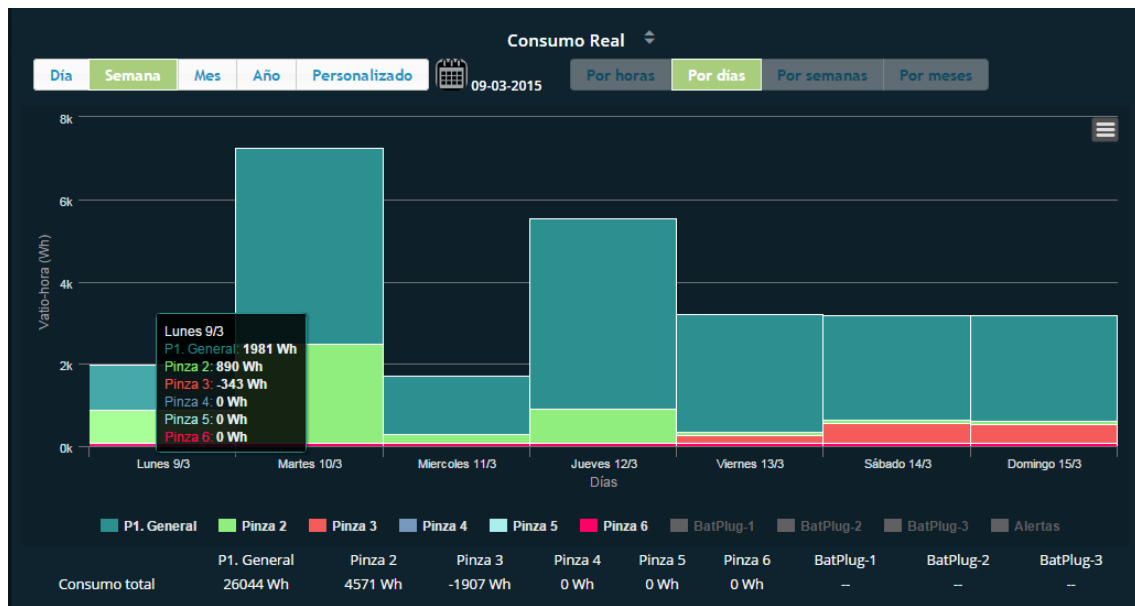 Consumo Real
Día Semana Mes Año Personalizado 09-03-2015 Por horas Por días Por semanas Por meses
8k
6k
4k
2k
0k
Vatio-hora (Wh)
Lunes 9/3
P1. General: 1981 Wh
Pinza 2: 890 Wh
Pinza 3: -343 Wh
Pinza 4: 0 Wh
Pinza 5: 0 Wh
Pinza 6: 0 Wh
Lunes 9/3 Martes 10/3 Miercoles 11/3 Jueves 12/3 Viernes 13/3 Sábado 14/3 Domingo 15/3
Días
P1. General Pinza 2 Pinza 3 Pinza 4 Pinza 5 Pinza 6 BatPlug-1 BatPlug-2 BatPlug-3 Alertas
P1. General Pinza 2 Pinza 3 Pinza 4 Pinza 5 Pinza 6 BatPlug-1 BatPlug-2 BatPlug-3
Consumo total 26044 Wh 4571 Wh -1907 Wh 0 Wh 0 Wh 0 Wh -- -- --